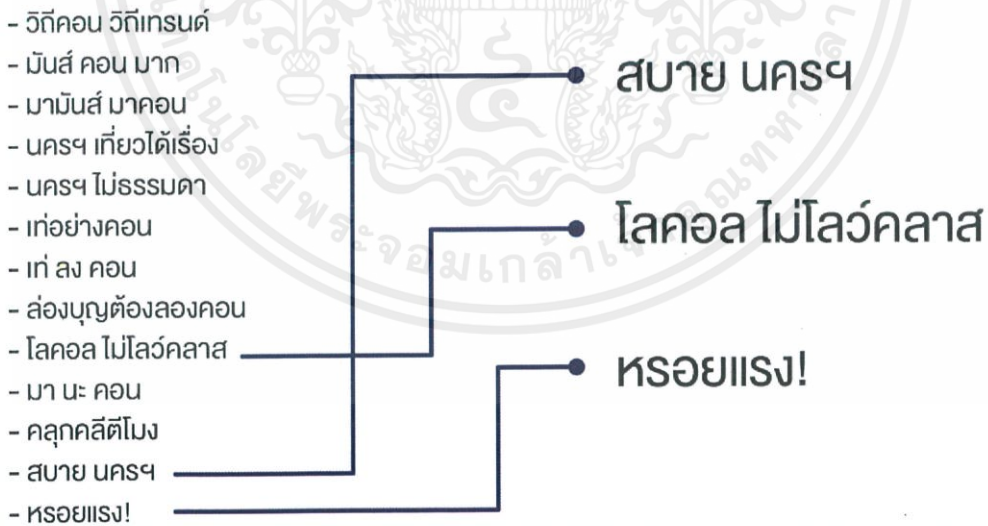 - วิถีคอน วิถีเทรนด์
- มันส์ คอน มาก
- มามันส์ มาคอน
- นครฯ เที่ยวได้เรื่อง
- นครฯ ไม่ธรรมดา
- เท่อย่างคอน
- เท่ ลง คอน
- ล่องบุญต้องลองคอน
- โลคอล ไม่โลว์คลาส
- มา นะ คอน
- คลุกคลีตีโมง
- สบาย นครฯ
- หรอยแรง!
สบาย นครฯ
โลคอล ไม่โลว์คลาส
หรอยแรง!